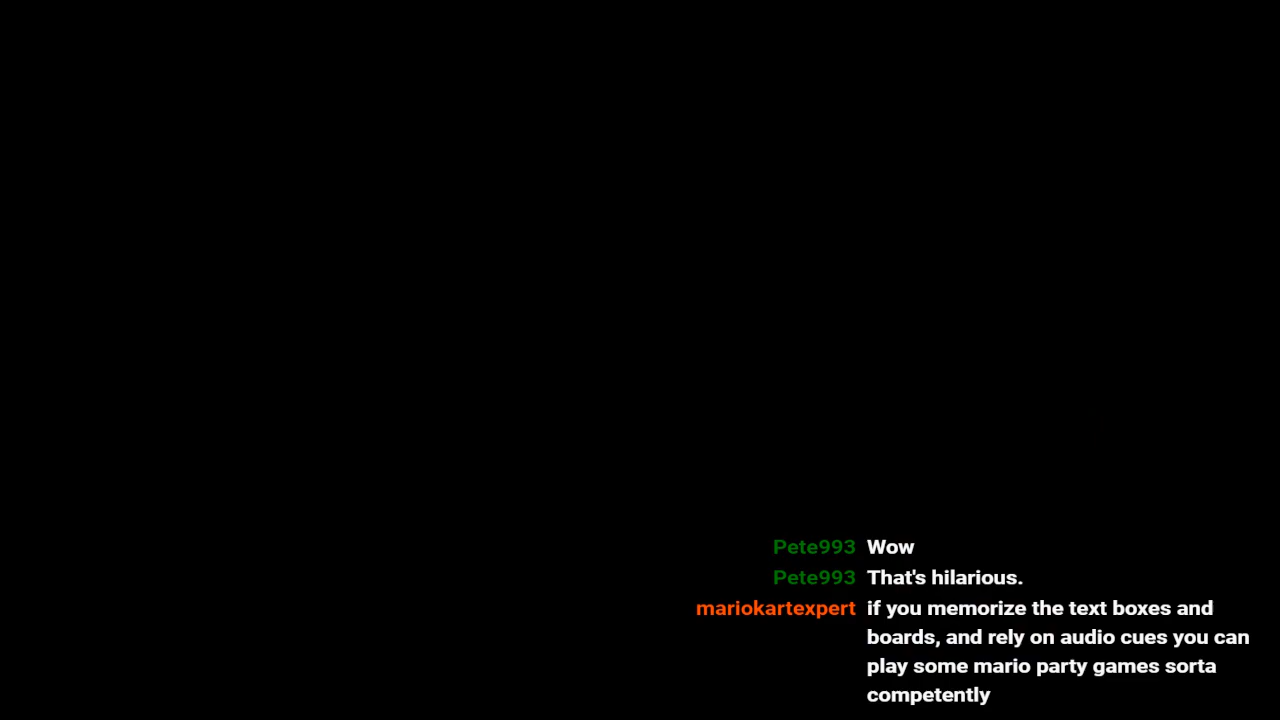 Pete993 Wow
Pete993 That's hilarious.
mariokartexpert if you memorize the text boxes and
boards, and rely on audio cues you can
play some mario party games sorta
competently